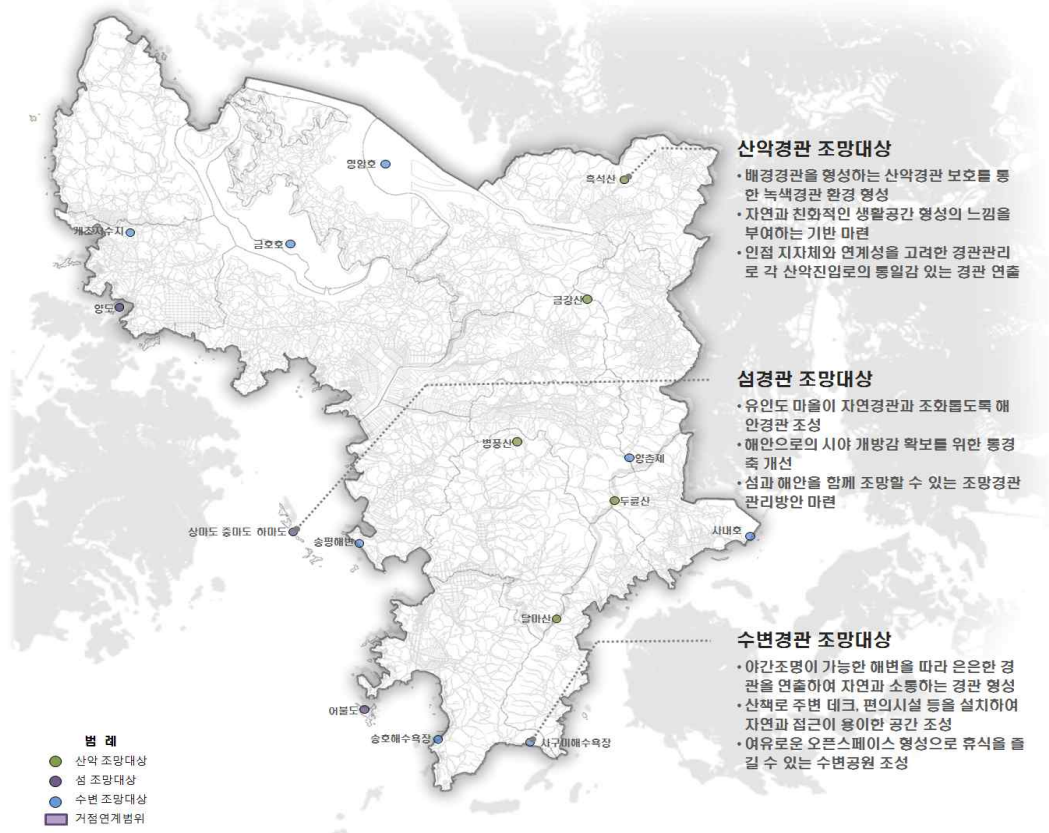 영암호
흑석산
개초저수지
금호호
양도
금강산
병풍산
양촌제
두륜산
사내호
상마도 중마도 하마도
송평해변
달마산
어불도
송호해수욕장
사구미해수욕장
산악경관 조망대상
• 배경경관을 형성하는 산악경관 보호를 통
한 녹색경관 환경 형성
• 자연과 친화적인 생활공간 형성의 느낌을
부여하는 기반 마련
• 인접 지자체와 연계성을 고려한 경관관리
로 각 산악진입로의 통일감 있는 경관 연출
섬경관 조망대상
• 유인도 마을이 자연경관과 조화롭도록 해
안경관 조성
• 해안으로의 시야 개방감 확보를 위한 통경
축 개선
• 섬과 해안을 함께 조망할 수 있는 조망경관
관리방안 마련
수변경관 조망대상
• 야간조명이 가능한 해변을 따라 은은한 경
관을 연출하여 자연과 소통하는 경관 형성
• 산책로 주변 데크, 편의시설 등을 설치하여
자연과 접근이 용이한 공간 조성
• 여유로운 오픈스페이스 형성으로 휴식을 즐
길 수 있는 수변공원 조성
범 례
산악 조망대상
섬 조망대상
수변 조망대상
거점연계범위